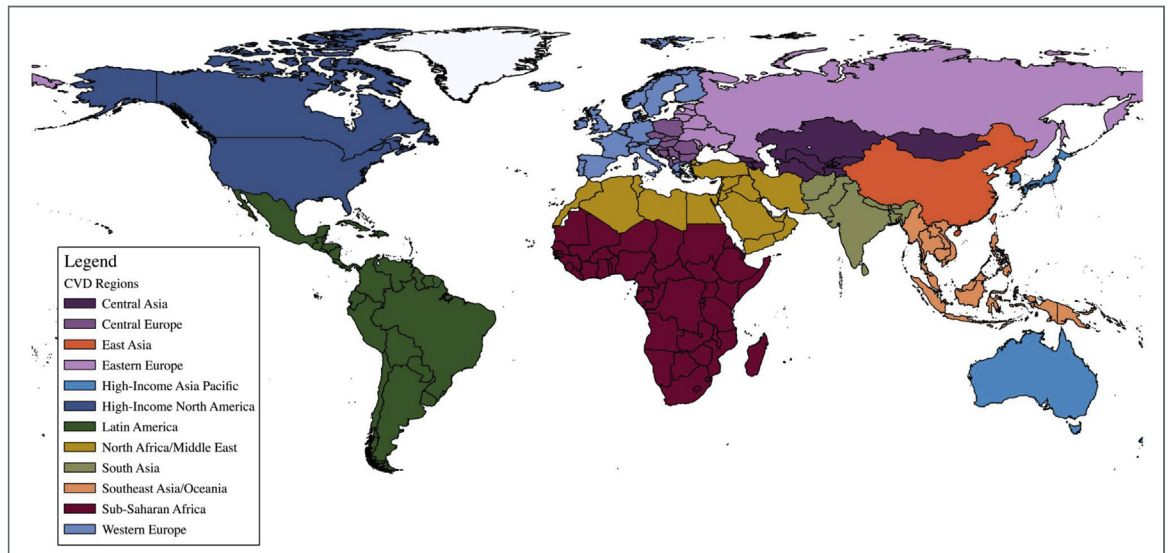 Legend
CVD Regions
Central Asia
Central Europe
East Asia
Eastern Europe
High-Income Asia Pacific
High-Income North America
Latin America
North Africa/Middle East
South Asia
Southeast Asia/Oceania
Sub-Saharan Africa
Western Europe